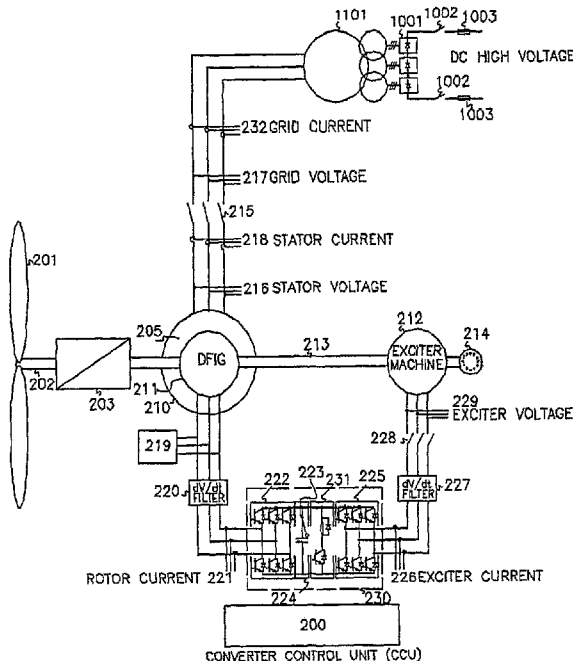 1101
1001
1002
1003
DC HIGH VOLTAGE
1002
1003
232 GRID CURRENT
217 GRID VOLTAGE
215
218 STATOR CURRENT
201
216 STATOR VOLTAGE
205
212
213
214
DFIG
EXCITER
MACHINE
202
211
203
210
229
EXCITER VOLTAGE
219
228
222
223
231
225
220
dV/dt
FILTER
dV/dt
FILTER
227
ROTOR CURRENT 221
226 EXCITER CURRENT
224
230
200
CONVERTER CONTROL UNIT (CCU)